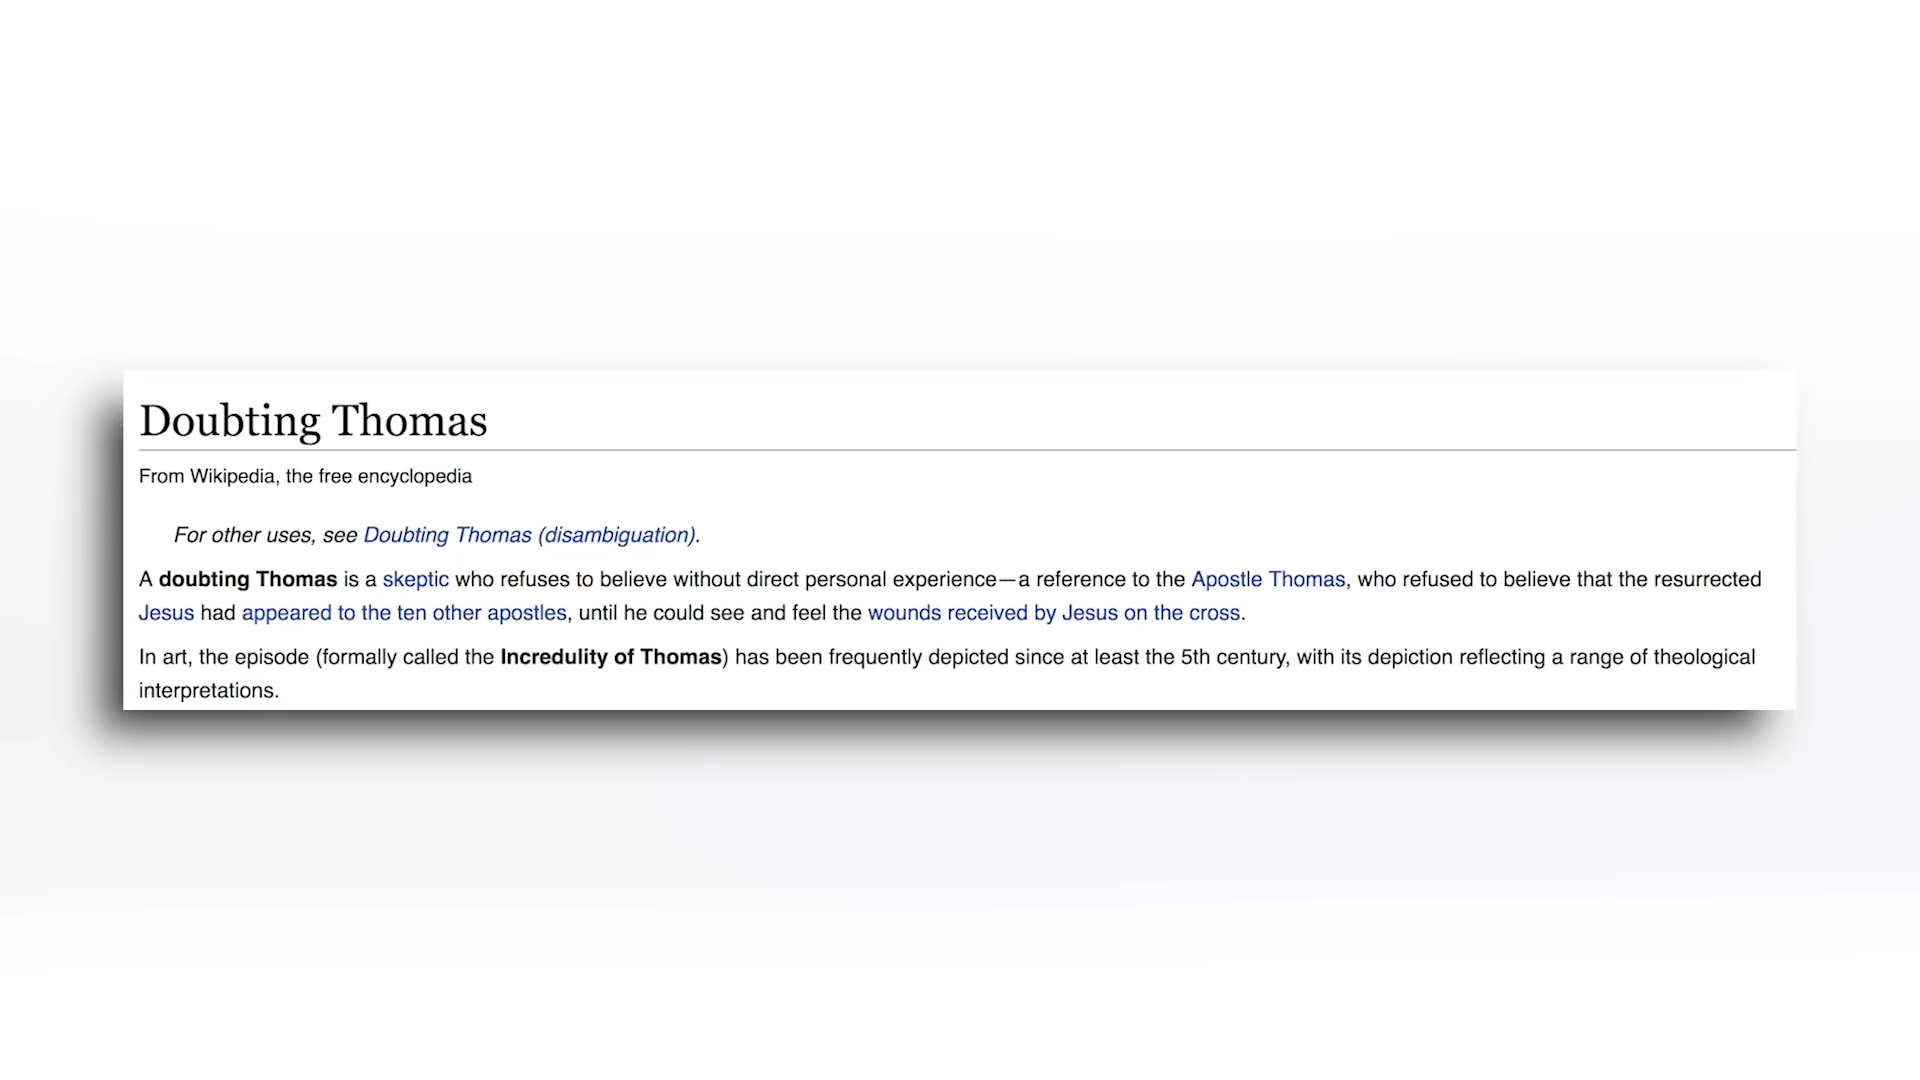 Doubting Thomas
From Wikipedia, the free encyclopedia
For other uses, see Doubting Thomas (disambiguation).
A doubting Thomas is a skeptic who refuses to believe without direct personal experience—a reference to the Apostle Thomas, who refused to believe that the resurrected
Jesus had appeared to the ten other apostles, until he could see and feel the wounds received by Jesus on the cross.
In art, the episode (formally called the Incredulity of Thomas) has been frequently depicted since at least the 5th century, with its depiction reflecting a range of theological
interpretations.